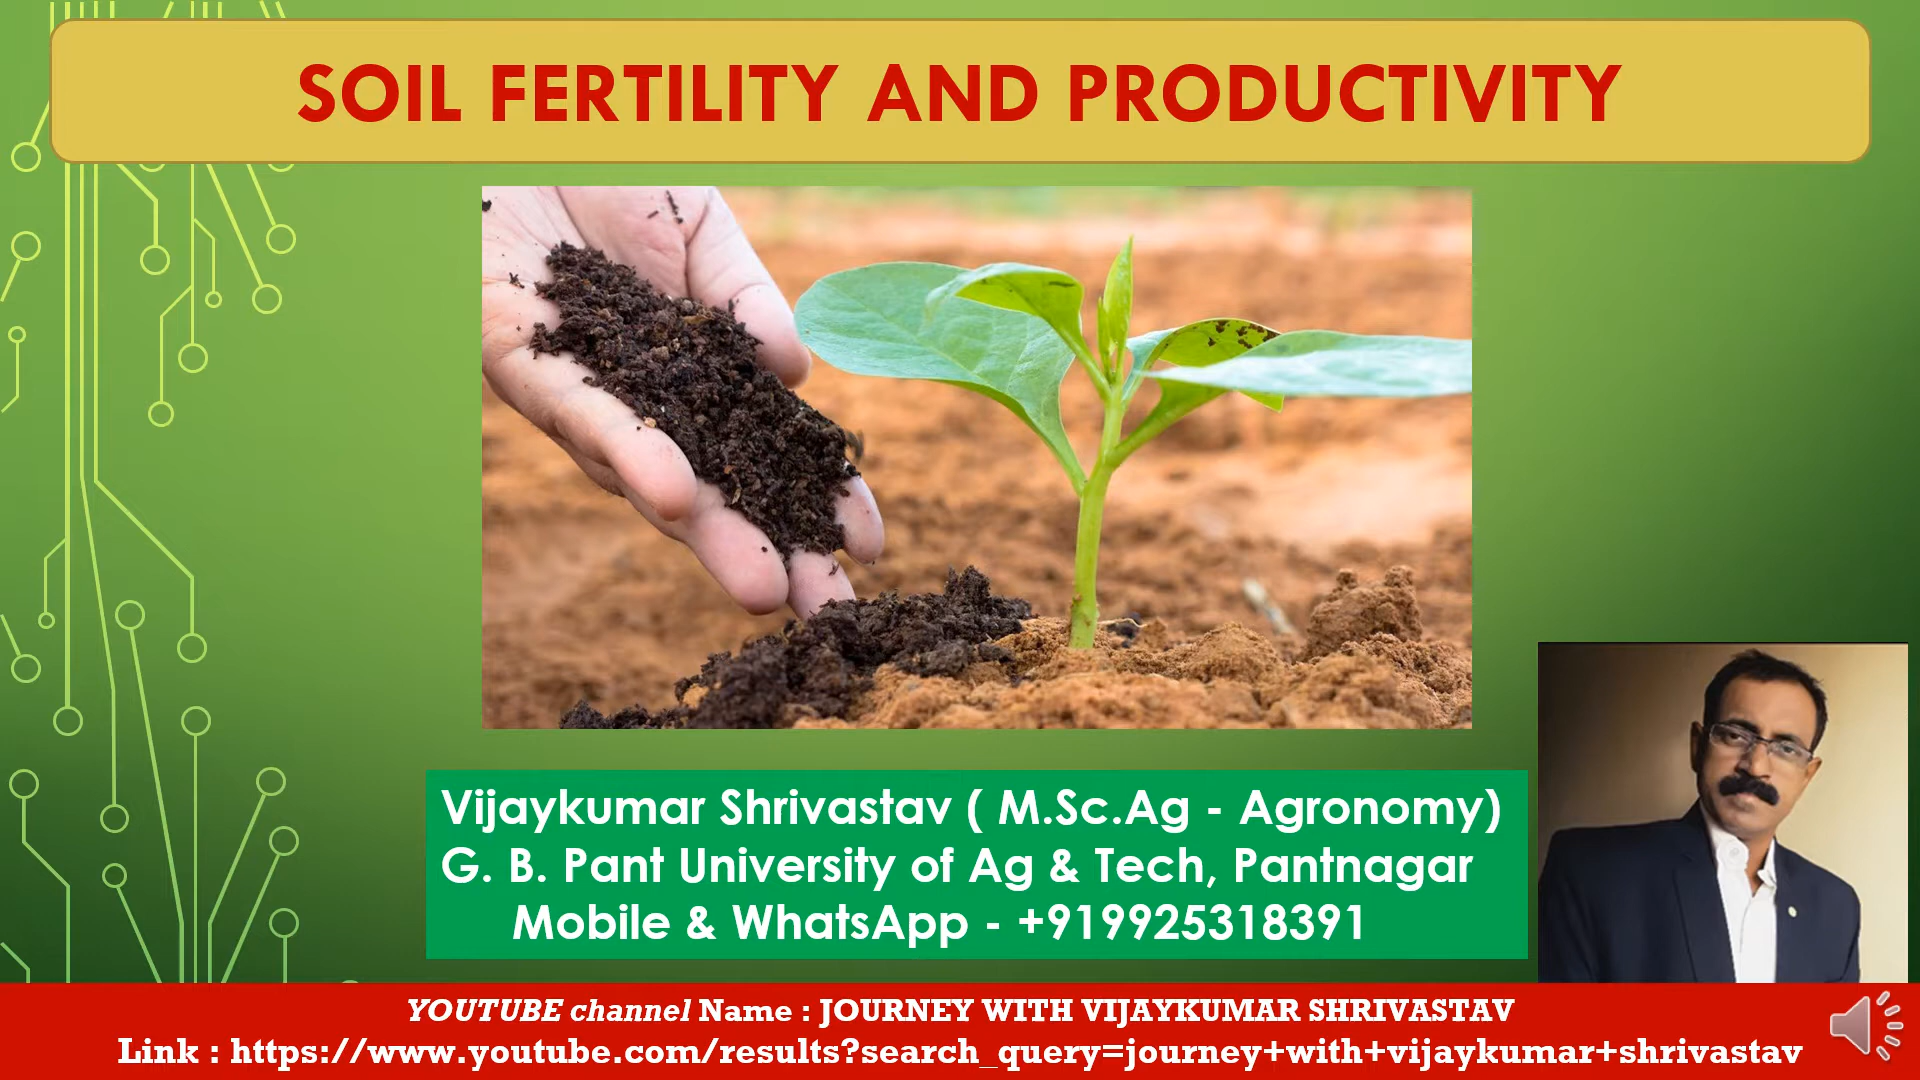 SOIL FERTILITY AND PRODUCTIVITY
Vijaykumar Shrivastav ( M.Sc.Ag - Agronomy)
G. B. Pant University of Ag & Tech, Pantnagar
Mobile & WhatsApp - +919925318391
YOUTUBE channel Name : JOURNEY WITH VIJAYKUMAR SHRIVASTAV
Link : https://www.youtube.com/results?search_query=journey+with+vijaykumar+shrivastav